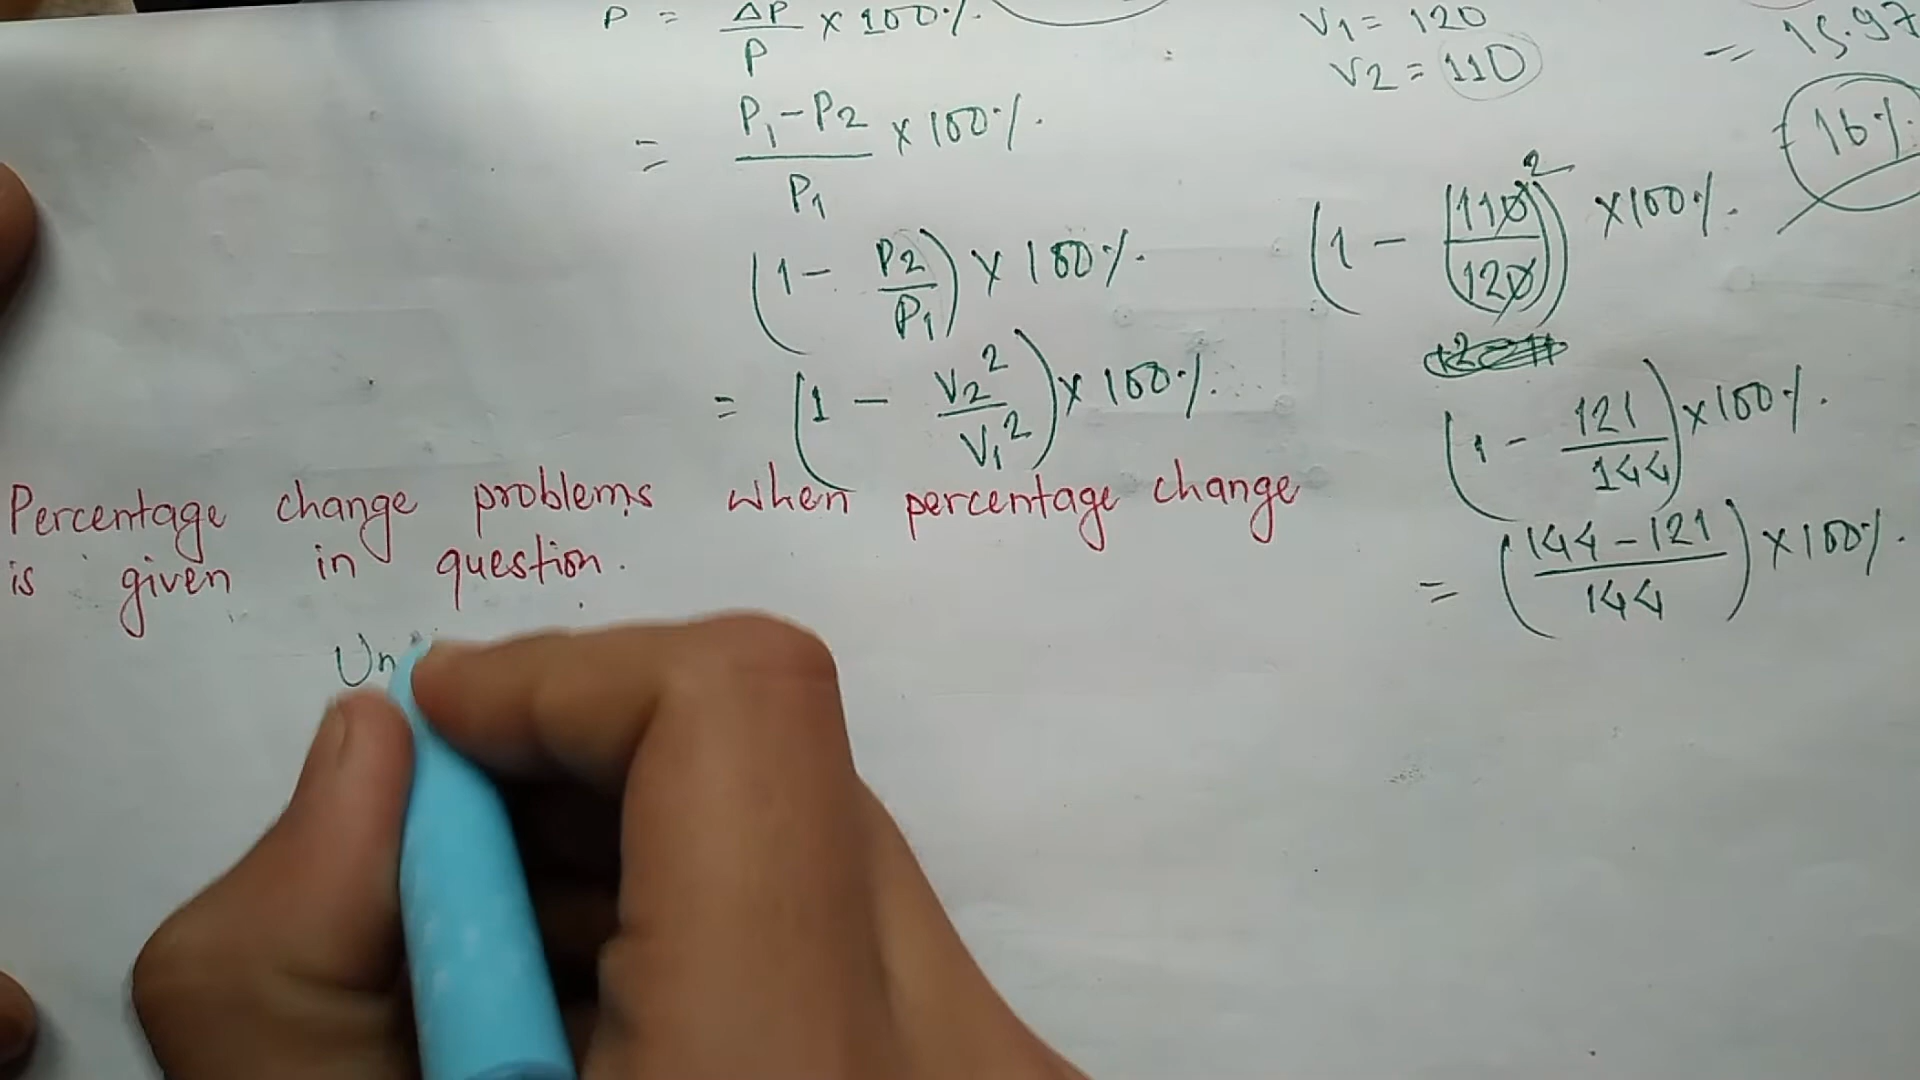 P = ΔP/P × 100%.
= P₁-P2/P₁ × 100%.
(1 - P2/P₁) × 100%.
= (1 - V₂²/V₁²) × 100%.
V₁ = 120
V2 = 110
= 15.97
16%.
(1 - (110/120)²) × 100%.
(1 - 121/144) × 100%.
= (144-121/144) × 100%.
Percentage change problems when percentage change
is given in question.
Un